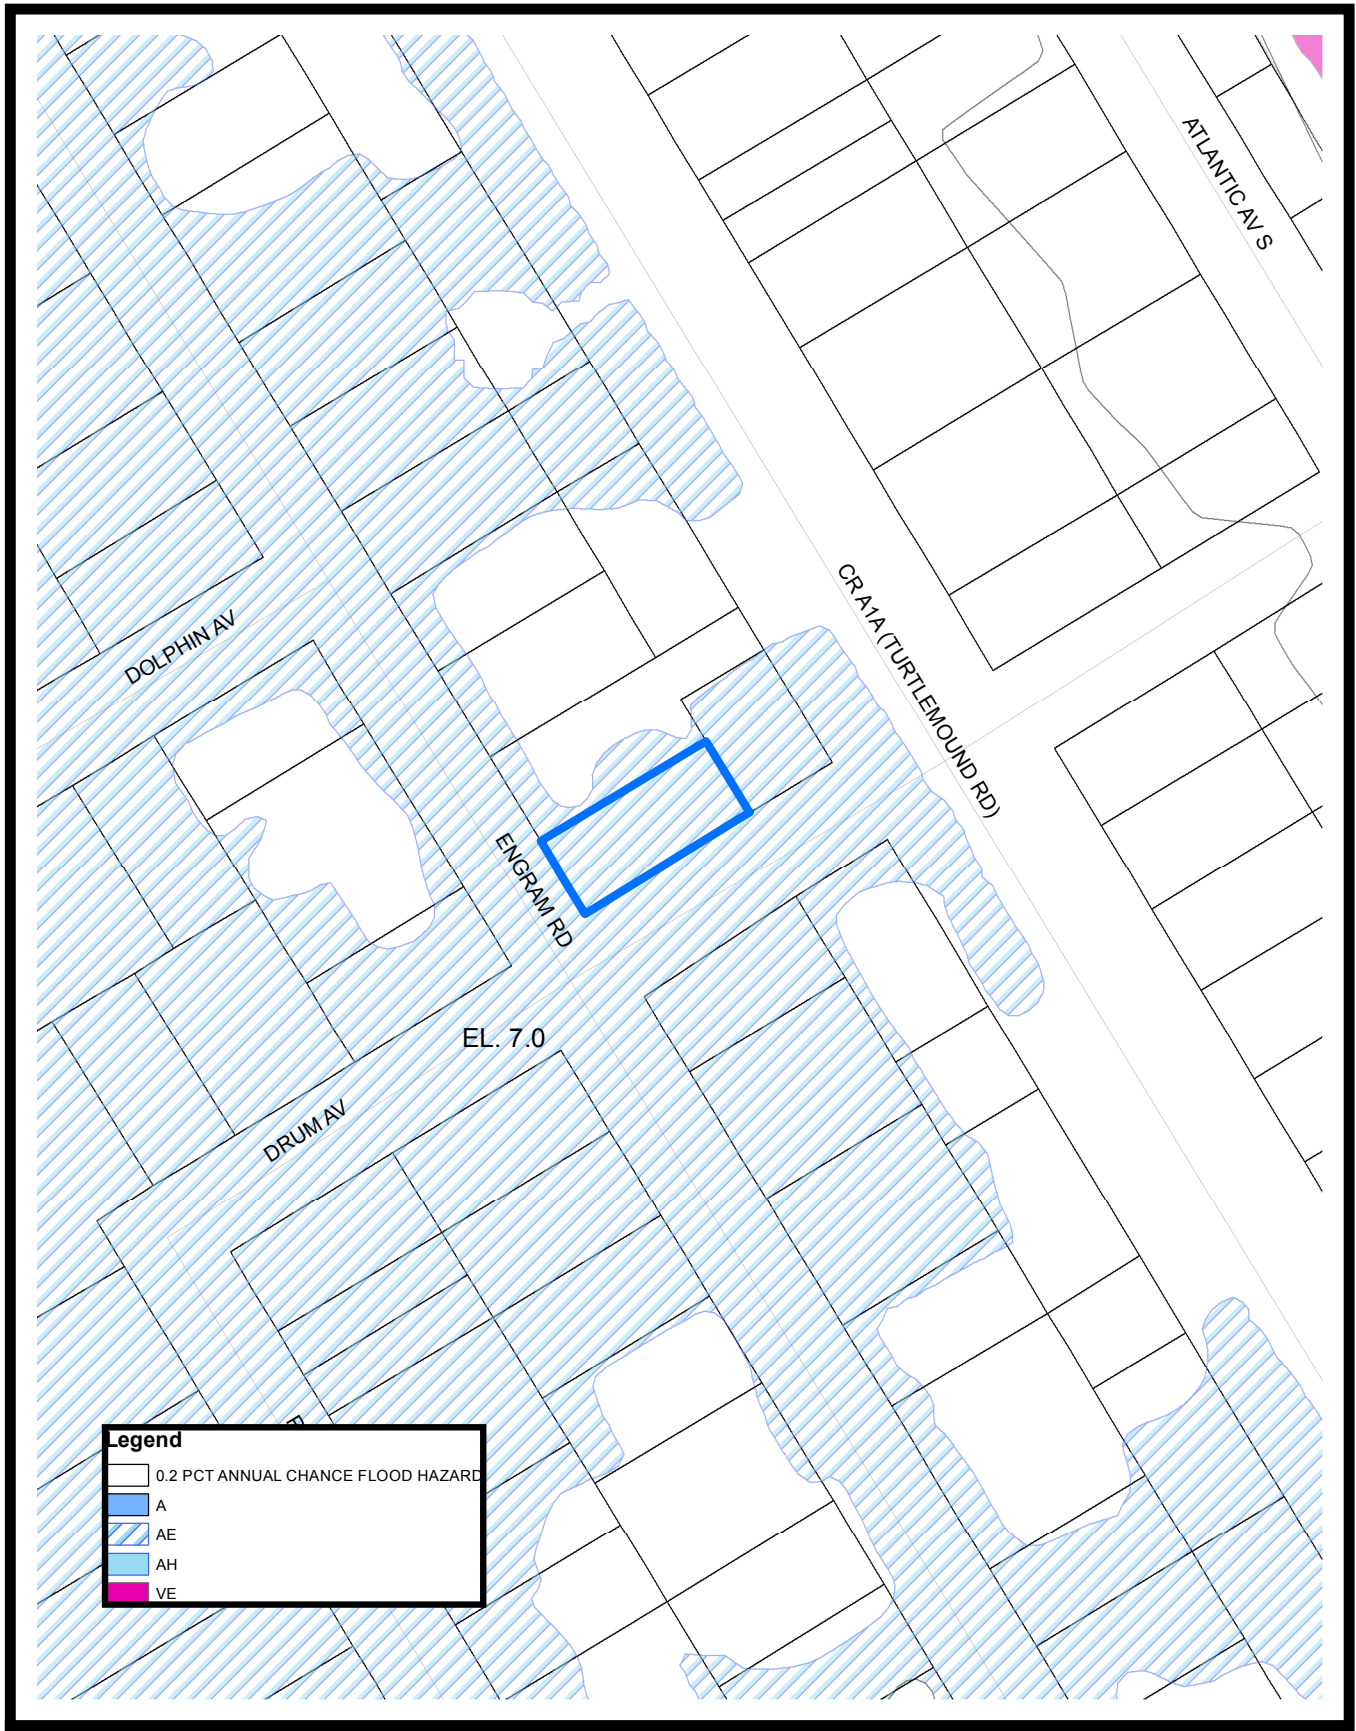 ATLANTIC AV S
CR A1A (TURTLEMOUND RD)
DOLPHIN AV
ENGRAM RD
EL. 7.0
DRUM AV
Legend
0.2 PCT ANNUAL CHANCE FLOOD HAZARD
A
AE
AH
VE